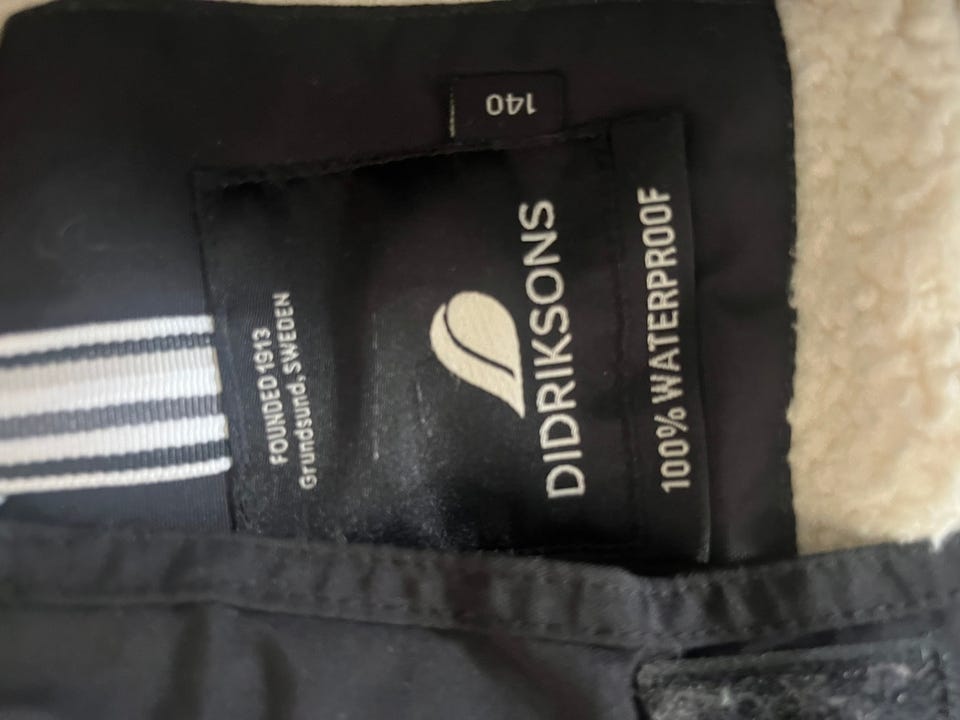 FOUNDED 1913
Grundsund, SWEDEN
DIDRIKSONS
100% WATERPROOF
140